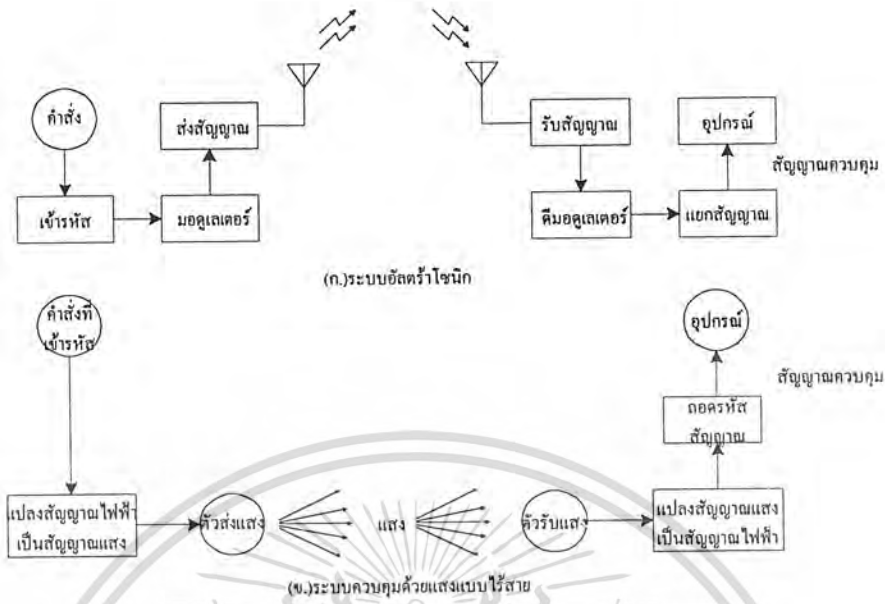 คำสั่ง
ส่งสัญญาณ
รับสัญญาณ
อุปกรณ์
สัญญาณควบคุม
เข้ารหัส
มอดูเลเตอร์
ดีมอดูเลเตอร์
แยกสัญญาณ
(ก.)ระบบอัลตร้าโซนิก
คำสั่งที่
เข้ารหัส
อุปกรณ์
สัญญาณควบคุม
ถอดรหัส
สัญญาณ
แปลงสัญญาณไฟฟ้า
เป็นสัญญาณแสง
ตัวส่งแสง
แสง
ตัวรับแสง
แปลงสัญญาณแสง
เป็นสัญญาณไฟฟ้า
(ข.)ระบบควบคุมด้วยแสงแบบไร้สาย